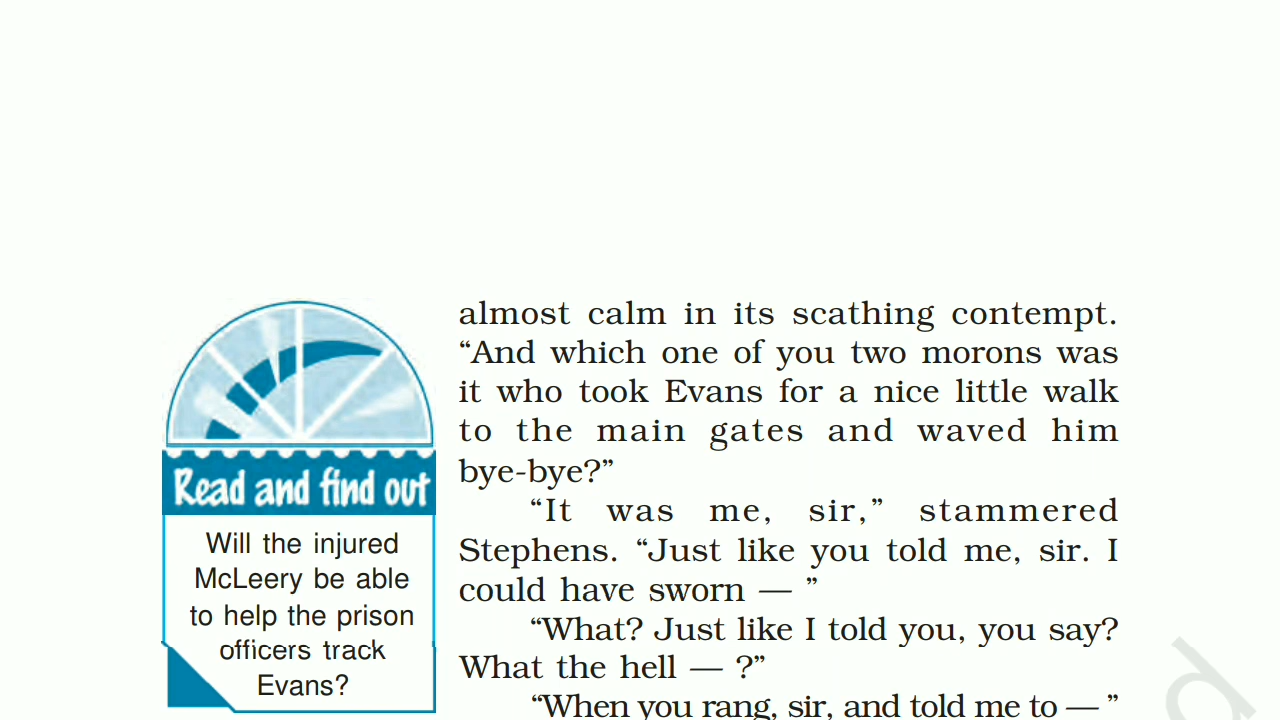 almost calm in its scathing contempt.
“And which one of you two morons was
it who took Evans for a nice little walk
to the main gates and waved him
bye-bye?”
“It was me, sir,” stammered
Stephens. “Just like you told me, sir. I
could have sworn — ”
“What? Just like I told you, you say?
What the hell — ?”
“When you rang, sir, and told me to — ”
Read and find out
Will the injured
McLeery be able
to help the prison
officers track
Evans?
d